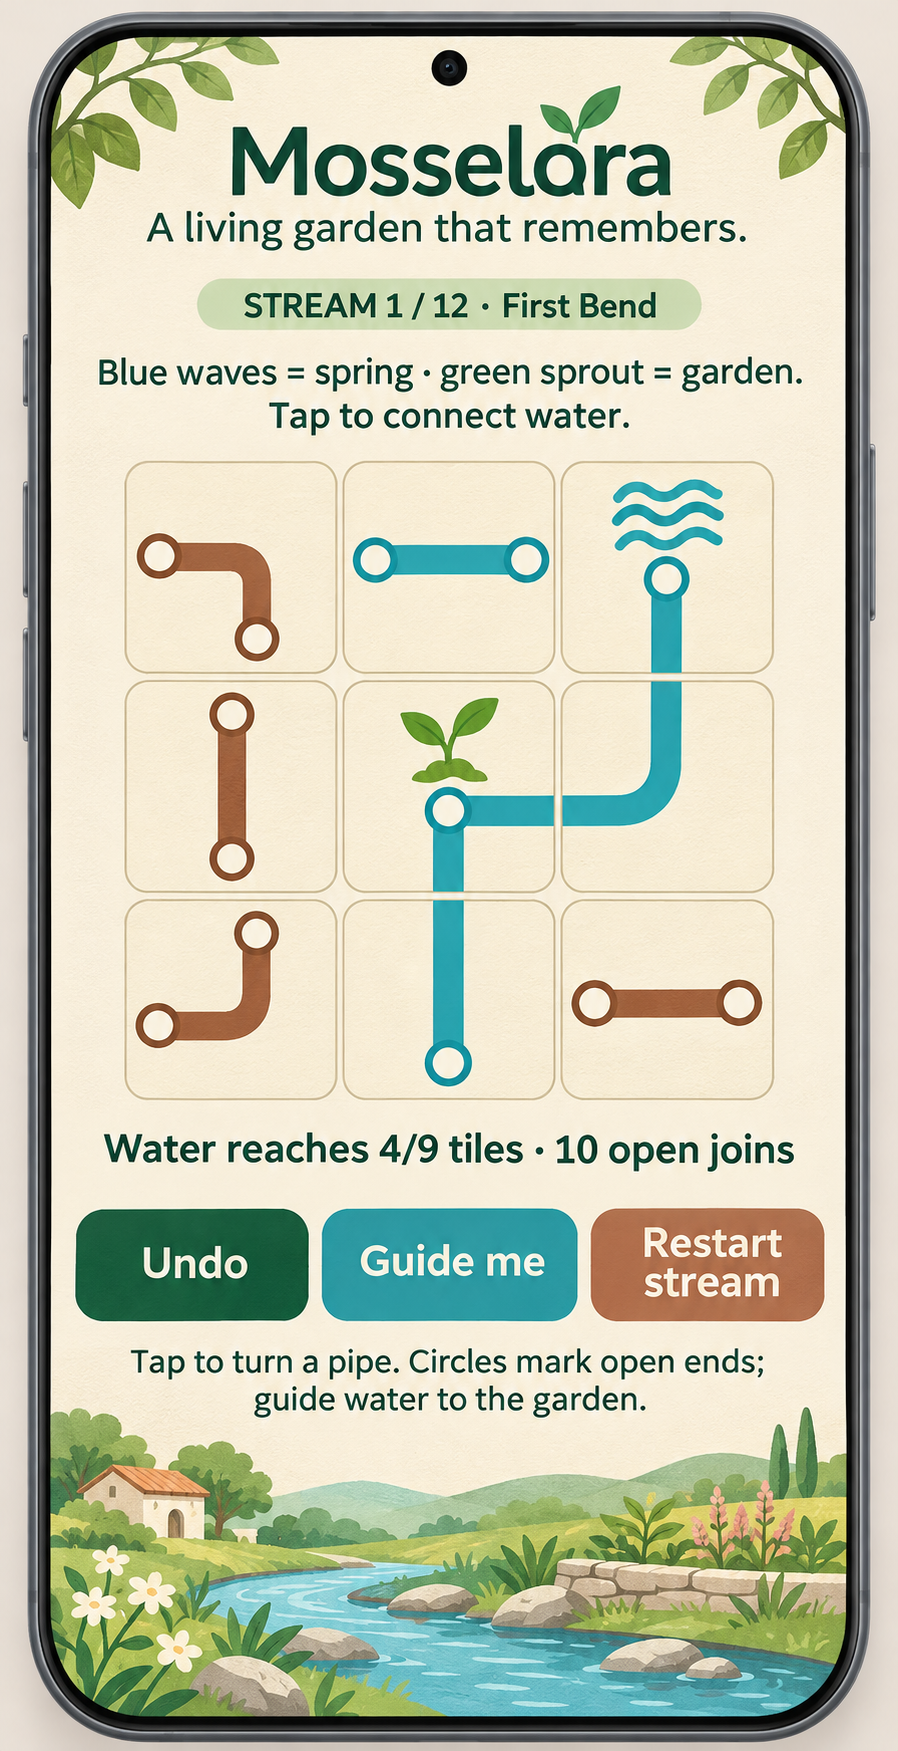 Mosselara
A living garden that remembers.
STREAM 1 / 12 · First Bend
Blue waves = spring · green sprout = garden.
Tap to connect water.
Water reaches 4/9 tiles · 10 open joins
Undo
Guide me
Restart
stream
Tap to turn a pipe. Circles mark open ends;
guide water to the garden.